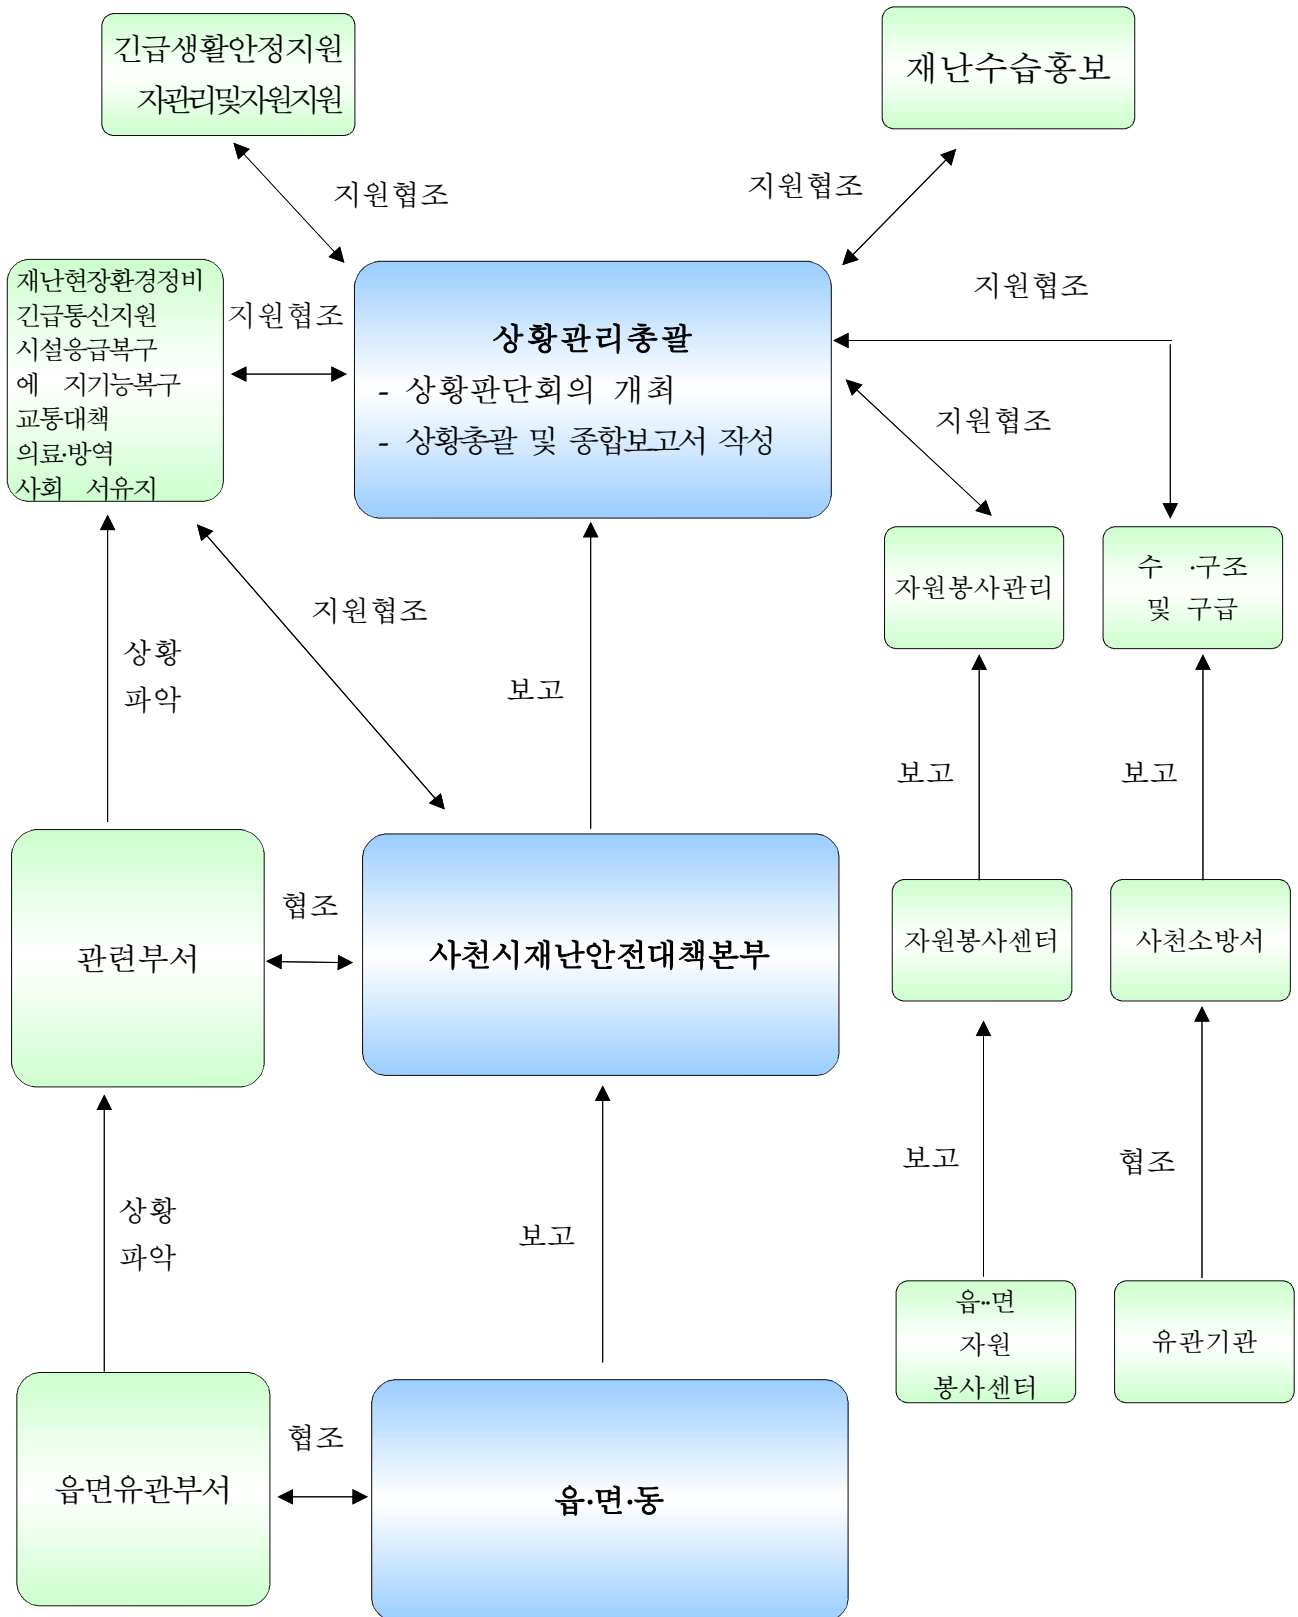 긴급생활안정지원
자관리및자원지원
재난수습홍보
지원협조
지원협조
재난현장환경정비
긴급통신지원
시설응급복구
에 지기능복구
교통대책
의료·방역
사회 서유지
지원협조
상황관리총괄
- 상황판단회의 개최
- 상황총괄 및 종합보고서 작성
지원협조
지원협조
자원봉사관리
수 ·구조
및 구급
지원협조
상황
파악
보고
보고
보고
관련부서
협조
사천시재난안전대책본부
자원봉사센터
사천소방서
상황
파악
보고
보고
협조
읍··면
자원
봉사센터
유관기관
읍면유관부서
협조
읍·면·동